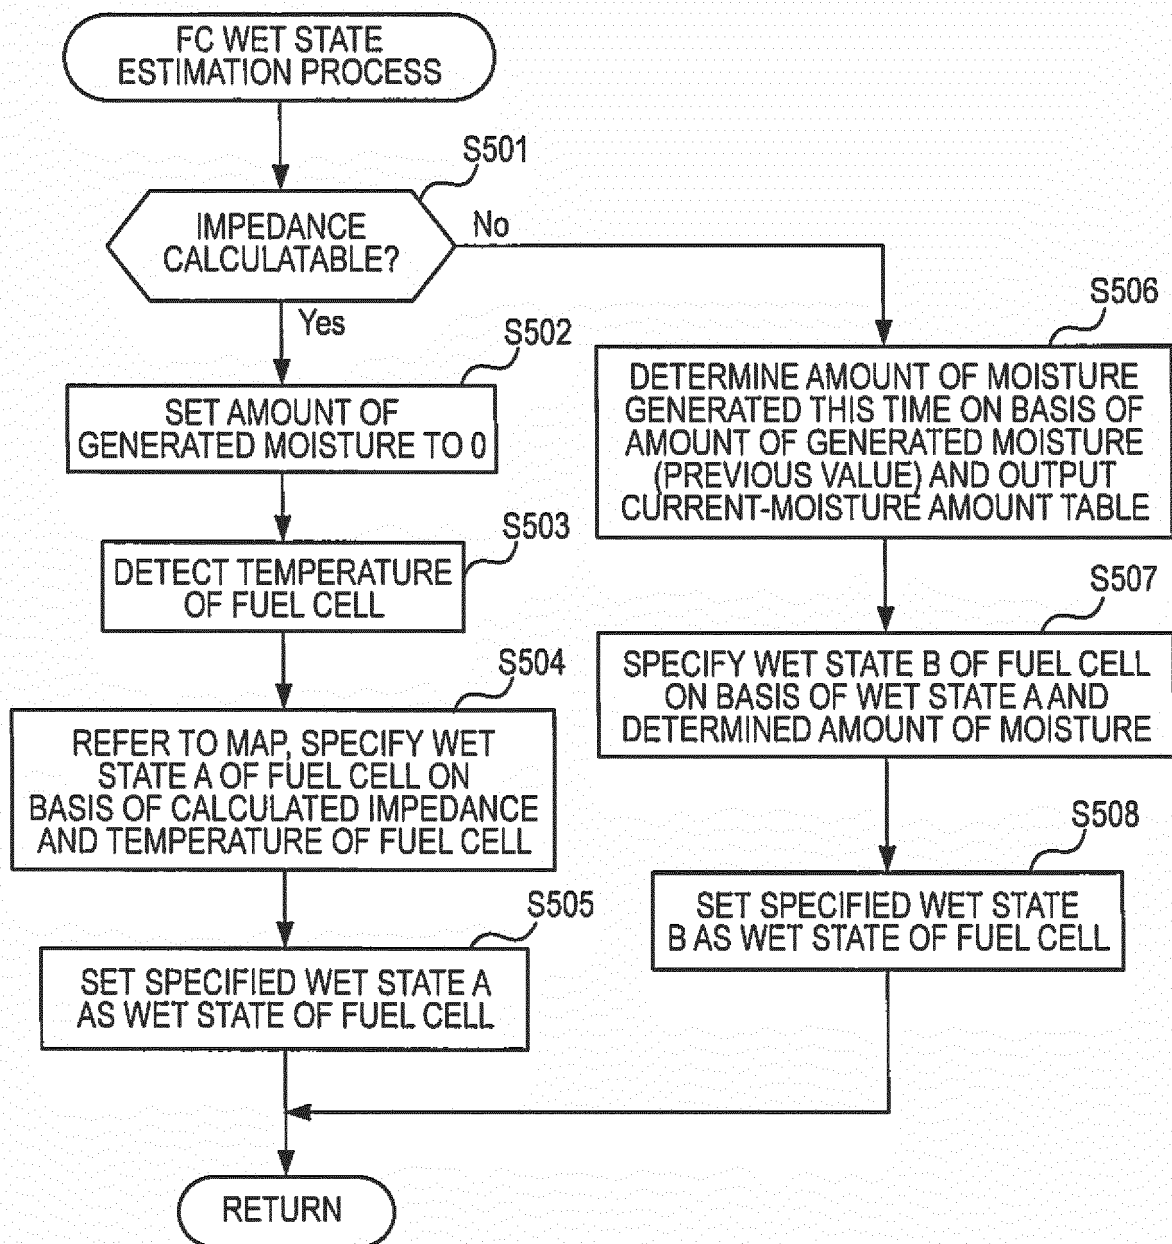 FC WET STATE
ESTIMATION PROCESS
S501
IMPEDANCE
CALCULATABLE?
No
Yes
S502
SET AMOUNT OF
GENERATED MOISTURE TO 0
S503
DETECT TEMPERATURE
OF FUEL CELL
S504
REFER TO MAP, SPECIFY WET
STATE A OF FUEL CELL ON
BASIS OF CALCULATED IMPEDANCE
AND TEMPERATURE OF FUEL CELL
S505
SET SPECIFIED WET STATE A
AS WET STATE OF FUEL CELL
S506
DETERMINE AMOUNT OF MOISTURE
GENERATED THIS TIME ON BASIS OF
AMOUNT OF GENERATED MOISTURE
(PREVIOUS VALUE) AND OUTPUT
CURRENT-MOISTURE AMOUNT TABLE
S507
SPECIFY WET STATE B OF FUEL CELL
ON BASIS OF WET STATE A AND
DETERMINED AMOUNT OF MOISTURE
S508
SET SPECIFIED WET STATE
B AS WET STATE OF FUEL CELL
RETURN